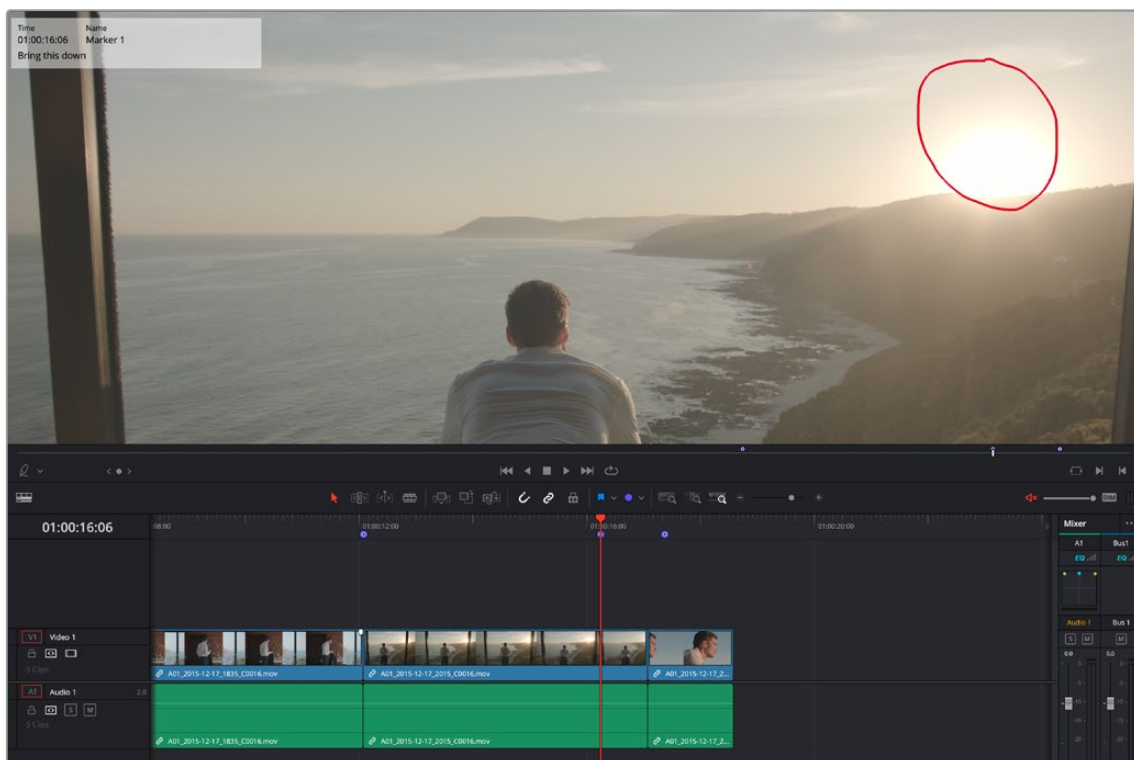 Time Name
01:00:16:06 Marker 1
Bring this down
DIM
01:00:16:06
:08:00 01:00:12:00 01:00:16:00 01:00:20:00
Mixer
A1 Bus1
EQ EQ
V1 Video 1
5 Clips
Audio 1 Bus 1
S M M
0.0 0.0
A01_2015-12-17_1835_C0016.mov A01_2015-12-17_2015_C0016.mov A01_2015-12-17_2...
A1 Audio 1 2.0
S M
5 Clips
A01_2015-12-17_1835_C0016.mov A01_2015-12-17_2015_C0016.mov A01_2015-12-17_2...